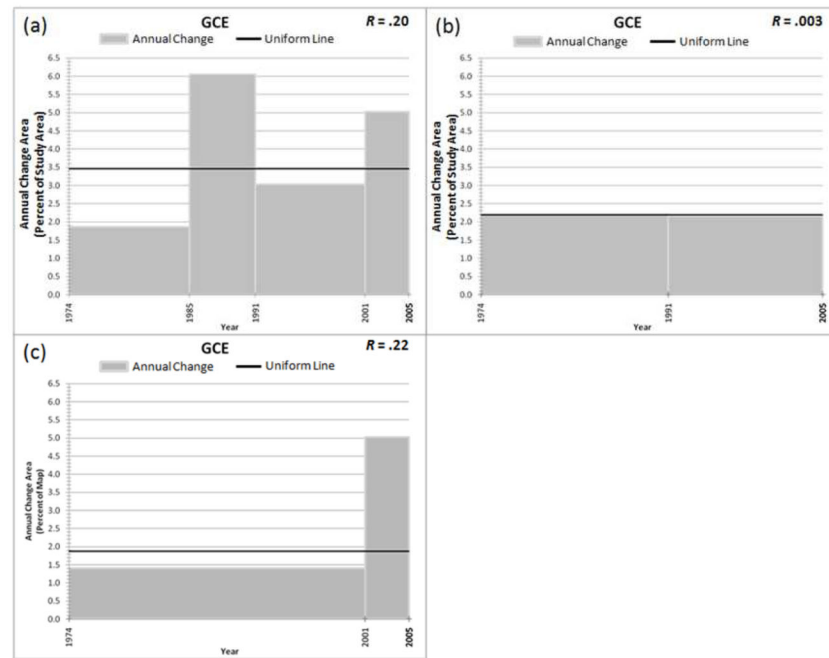 (a) GCE R = .20
Annual Change Uniform Line
Annual Change Area
(Percent of Study Area)
6.5
6.0
5.5
5.0
4.5
4.0
3.5
3.0
2.5
2.0
1.5
1.0
0.5
0.0
1974 1985 1991 2001 2005
Year
(b) GCE R = .003
Annual Change Uniform Line
Annual Change Area
(Percent of Study Area)
6.5
6.0
5.5
5.0
4.5
4.0
3.5
3.0
2.5
2.0
1.5
1.0
0.5
0.0
1974 1991 2005
Year
(c) GCE R = .22
Annual Change Uniform Line
Annual Change Area
(Percent of Map)
6.5
6.0
5.5
5.0
4.5
4.0
3.5
3.0
2.5
2.0
1.5
1.0
0.5
0.0
1974 2001 2005
Year